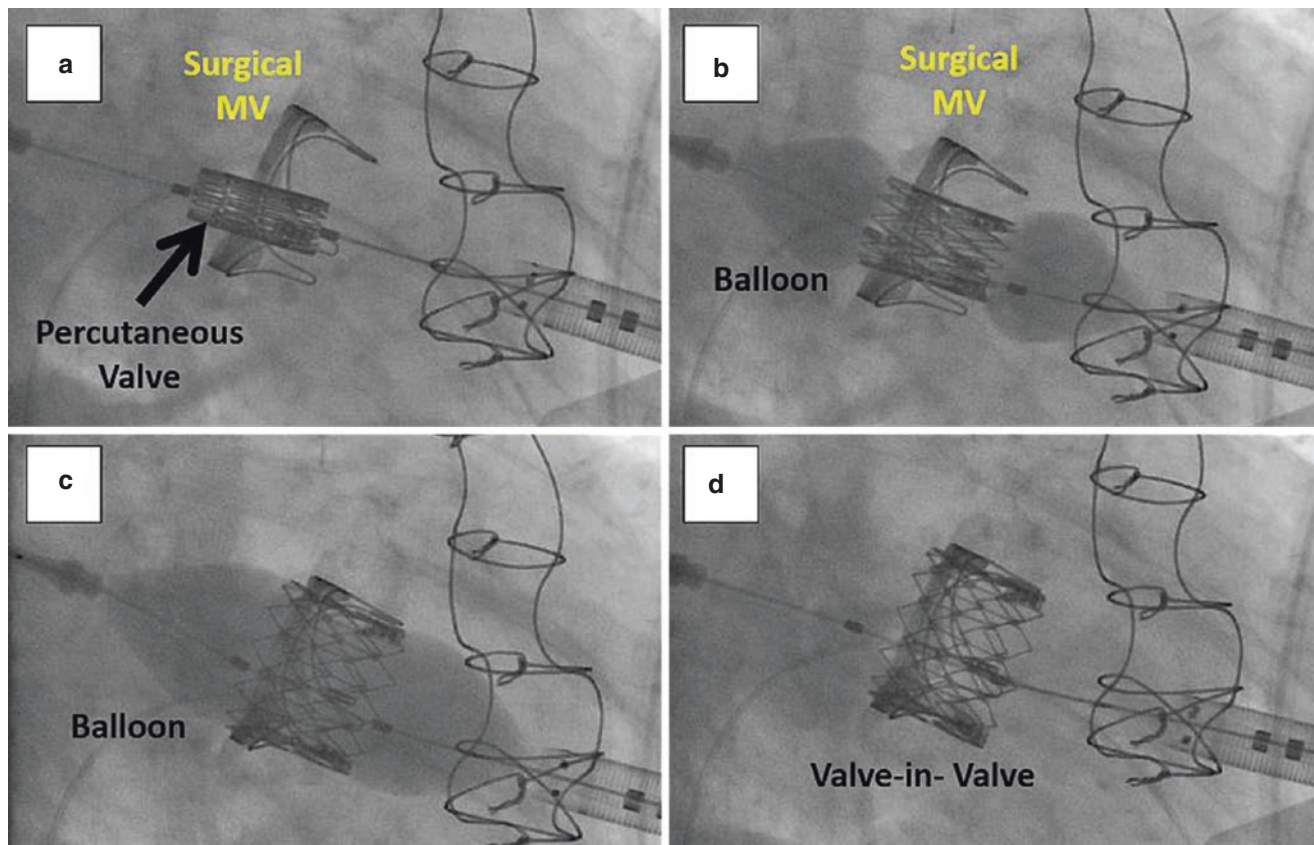 a
Surgical
MV
Percutaneous
Valve
b
Surgical
MV
Balloon
c
Balloon
d
Valve-in- Valve